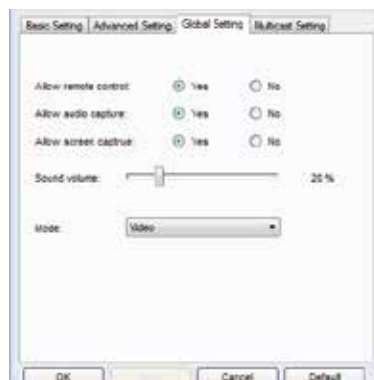 Basic Setting Advanced Setting Global Setting Multicast Setting
Allow remote control: Yes No
Allow audio capture: Yes No
Allow screen captrue: Yes No
Sound volume: 20 %
Mode: Video
OK Cancel Default